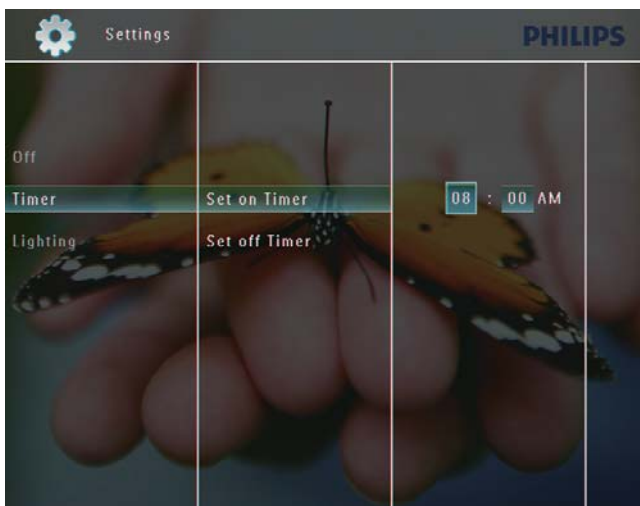 Settings
PHILIPS
Off
Timer
Set on Timer
08 : 00 AM
Lighting
Set off Timer